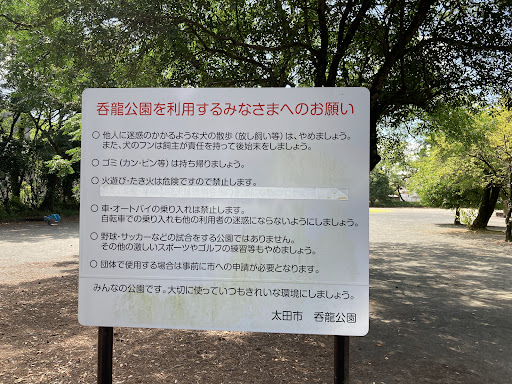 呑龍公園を利用するみなさまへのお願い
○ 他人に迷惑のかかるような犬の散歩（放し飼い等）は、やめましょう。
また、犬のフンは飼主が責任を持って後始末をしましょう。
○ ゴミ（カン・ビン等）は持ち帰りましょう。
○ 火遊び・たき火は危険ですので禁止します。
○ 車・オートバイの乗り入れは禁止します。
自転車での乗り入れも他の利用者の迷惑にならないようにしましょう。
○ 野球・サッカーなどの試合をする公園ではありません。
その他の激しいスポーツやゴルフの練習等もやめましょう。
○ 団体で使用する場合は事前に市への申請が必要となります。
みんなの公園です。大切に使っていつもきれいな環境にしましょう。
太田市 呑龍公園